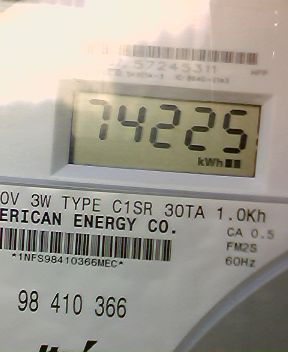 57245311
74225
kWh
0V 3W TYPE C1SR 30TA 1.0Kh
ERICAN ENERGY CO.
CA 0.5
FM2S
*1NFS98410366MEC*
60Hz
98 410 366